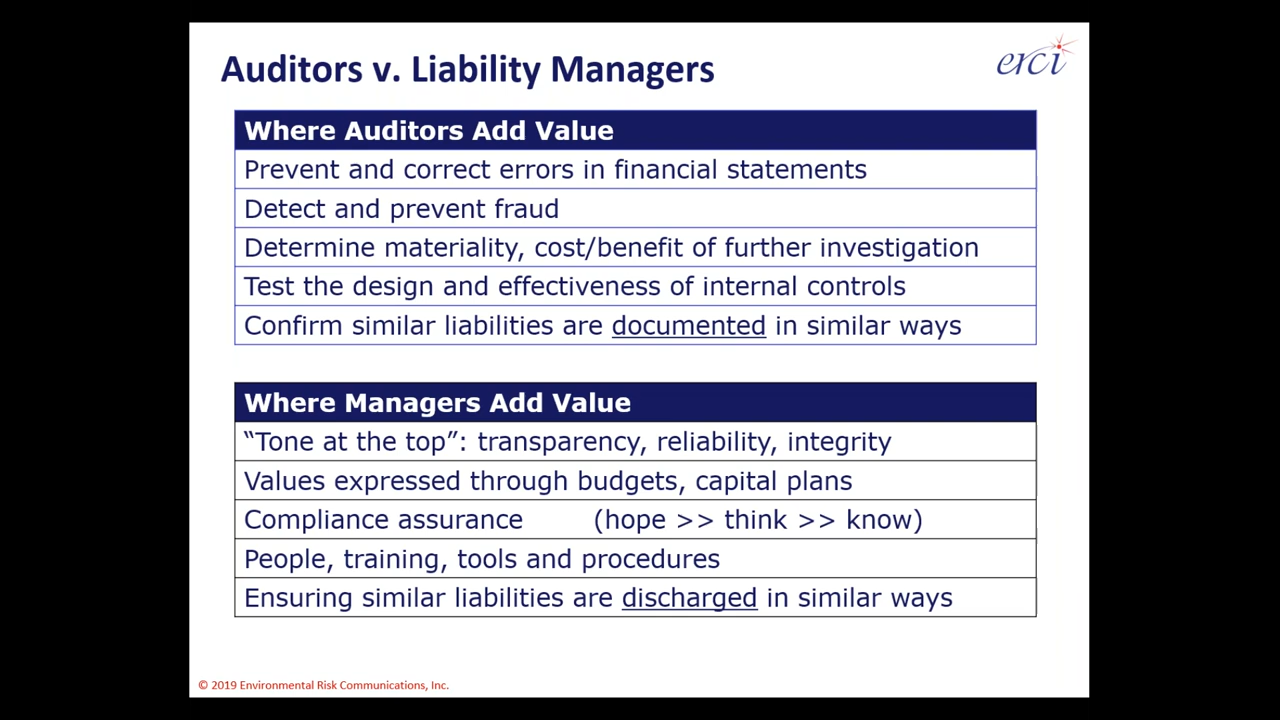 Auditors v. Liability Managers
erci
Where Auditors Add Value
Prevent and correct errors in financial statements
Detect and prevent fraud
Determine materiality, cost/benefit of further investigation
Test the design and effectiveness of internal controls
Confirm similar liabilities are documented in similar ways
Where Managers Add Value
“Tone at the top”: transparency, reliability, integrity
Values expressed through budgets, capital plans
Compliance assurance (hope >> think >> know)
People, training, tools and procedures
Ensuring similar liabilities are discharged in similar ways
© 2019 Environmental Risk Communications, Inc.